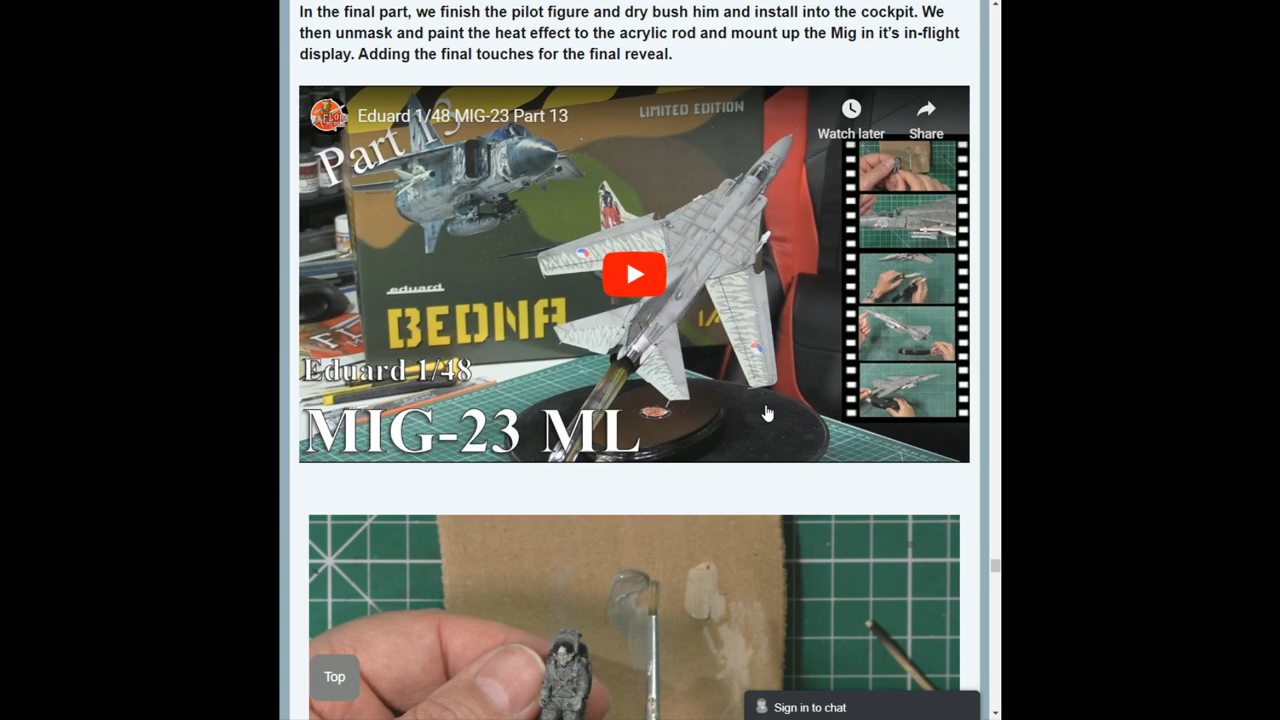 In the final part, we finish the pilot figure and dry bush him and install into the cockpit. We
then unmask and paint the heat effect to the acrylic rod and mount up the Mig in it’s in-flight
display. Adding the final touches for the final reveal.
Eduard 1/48 MIG-23 Part 13
LIMITED EDITION
Watch later
Share
Part 13
eduard
BEDNA
Eduard 1/48
MIG-23 ML
Top
Sign in to chat